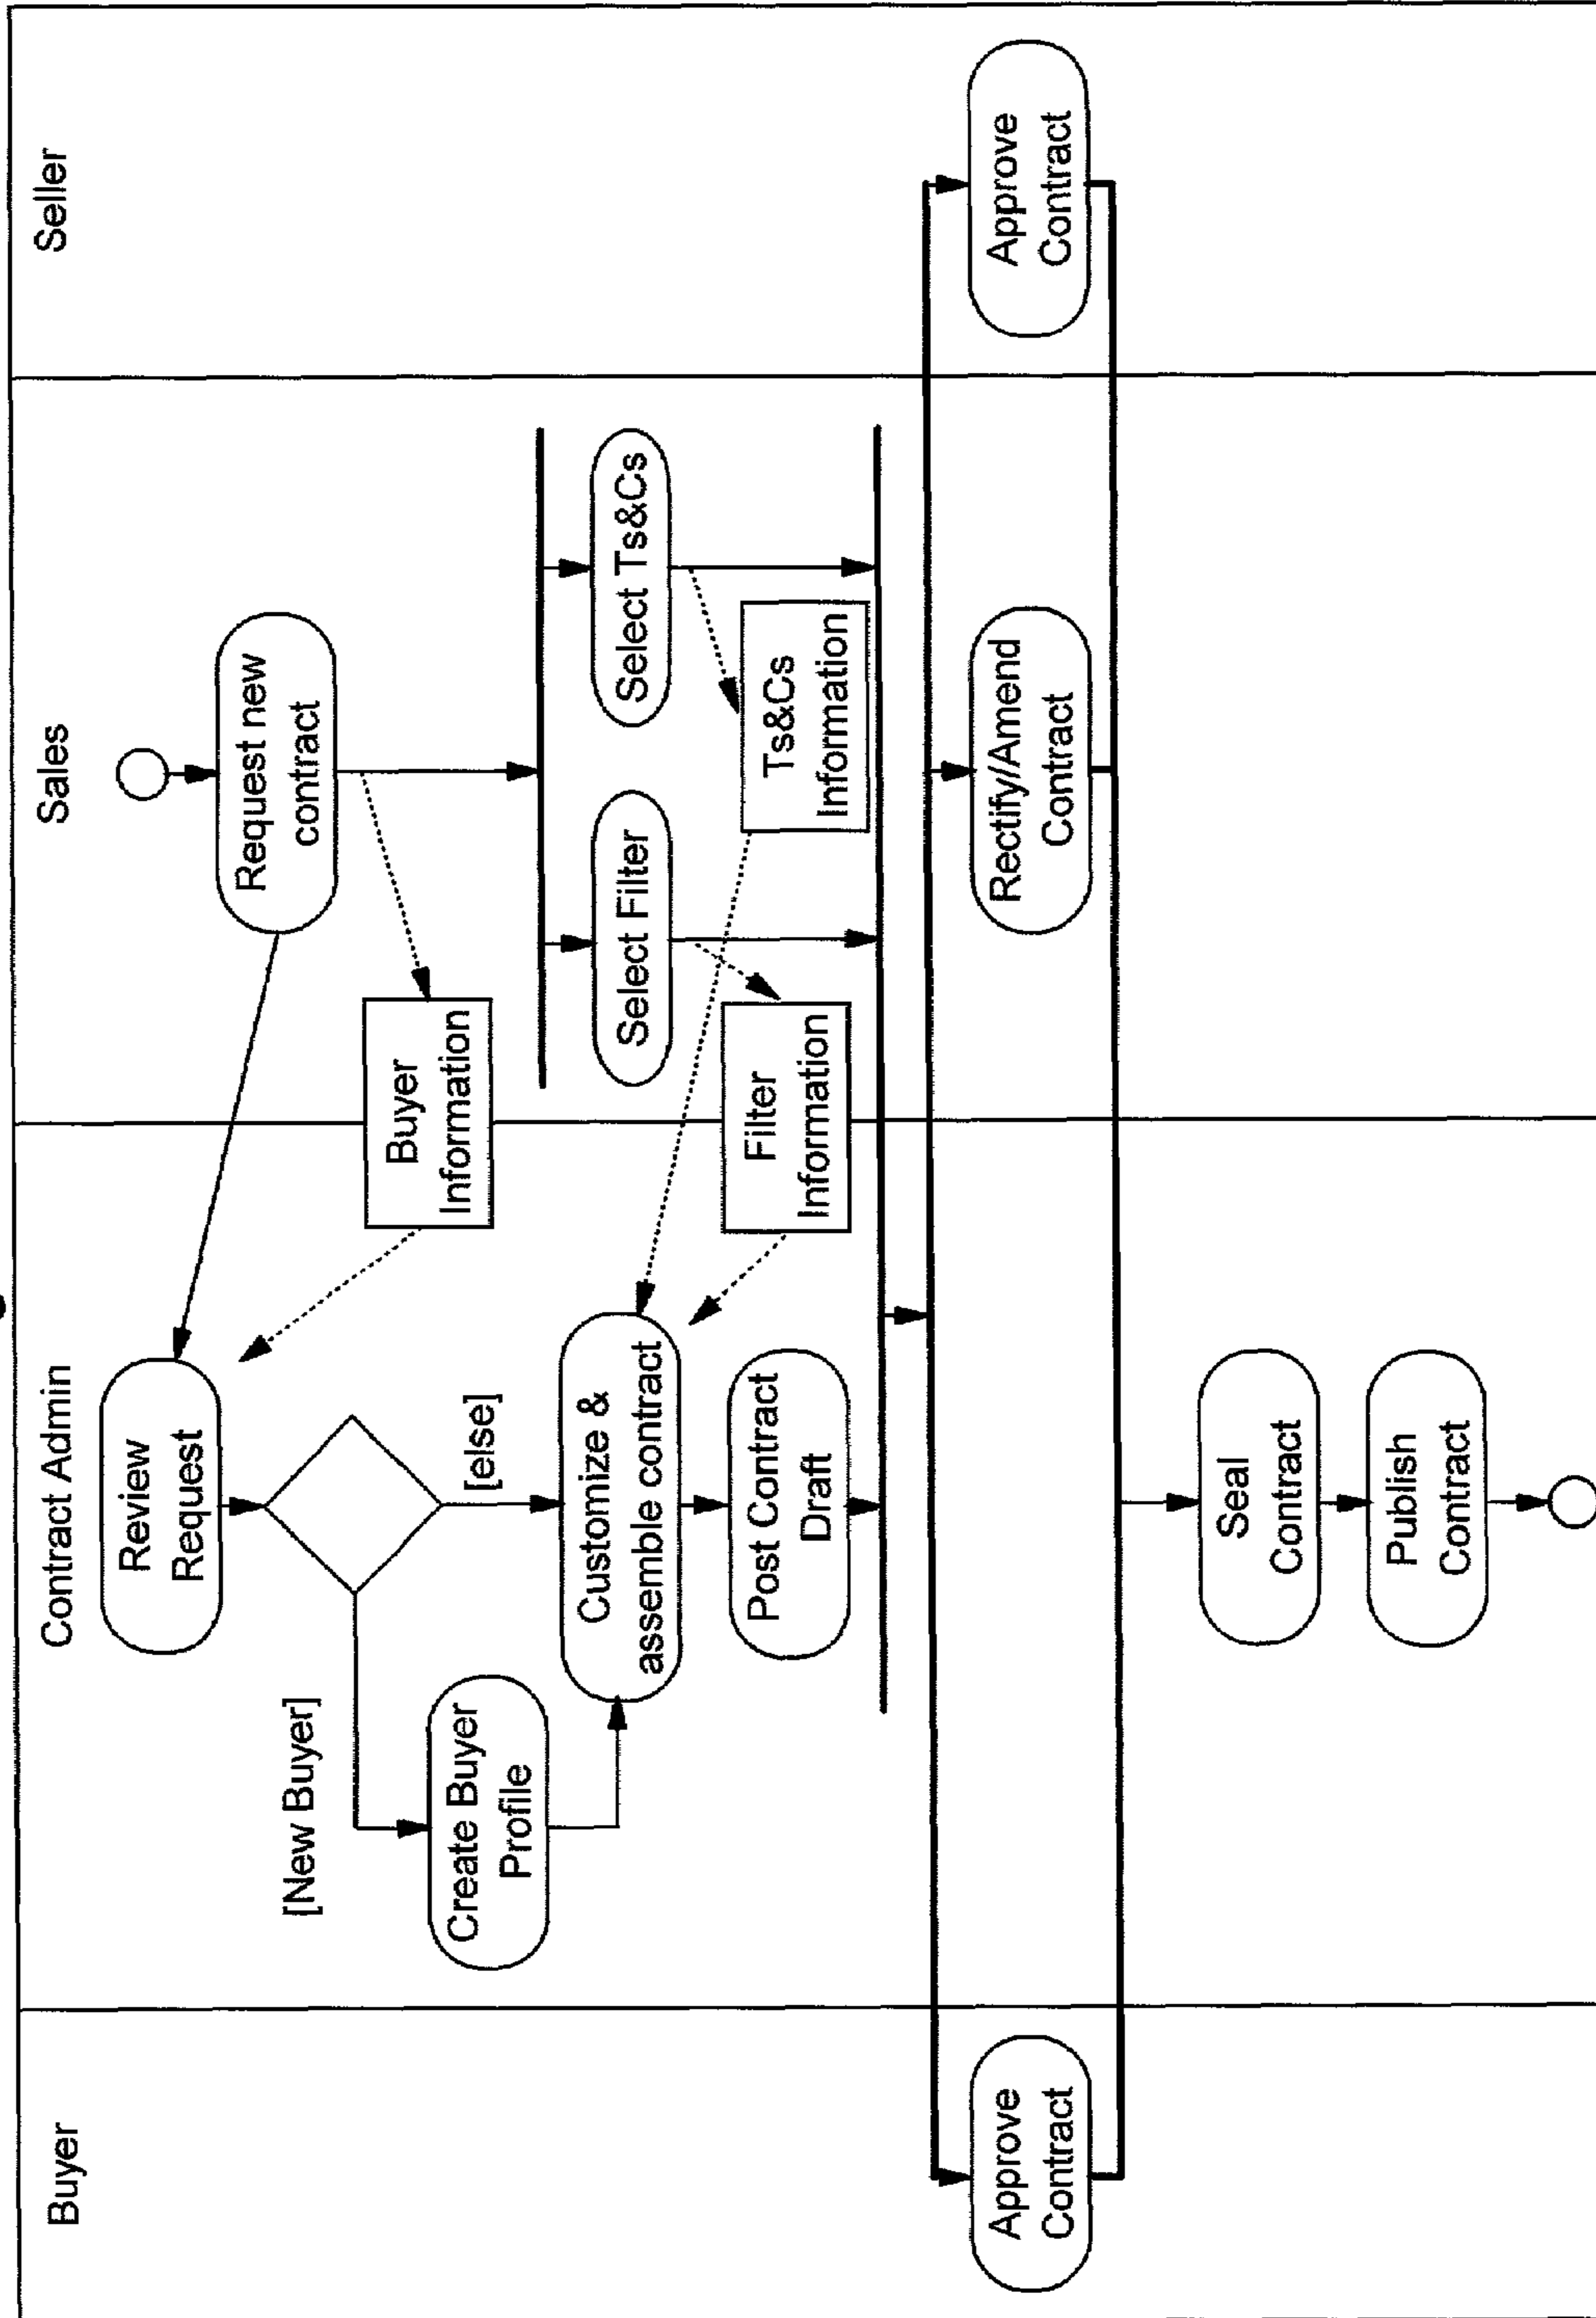 Buyer
Contract Admin
Sales
Seller
Request new
contract
Review
Request
Buyer
Information
[New Buyer]
[else]
Create Buyer
Profile
Select Filter
Select Ts&Cs
Customize &
assemble contract
Ts&Cs
Information
Filter
Information
Post Contract
Draft
Approve
Contract
Rectify/Amend
Contract
Approve
Contract
Seal
Contract
Publish
Contract